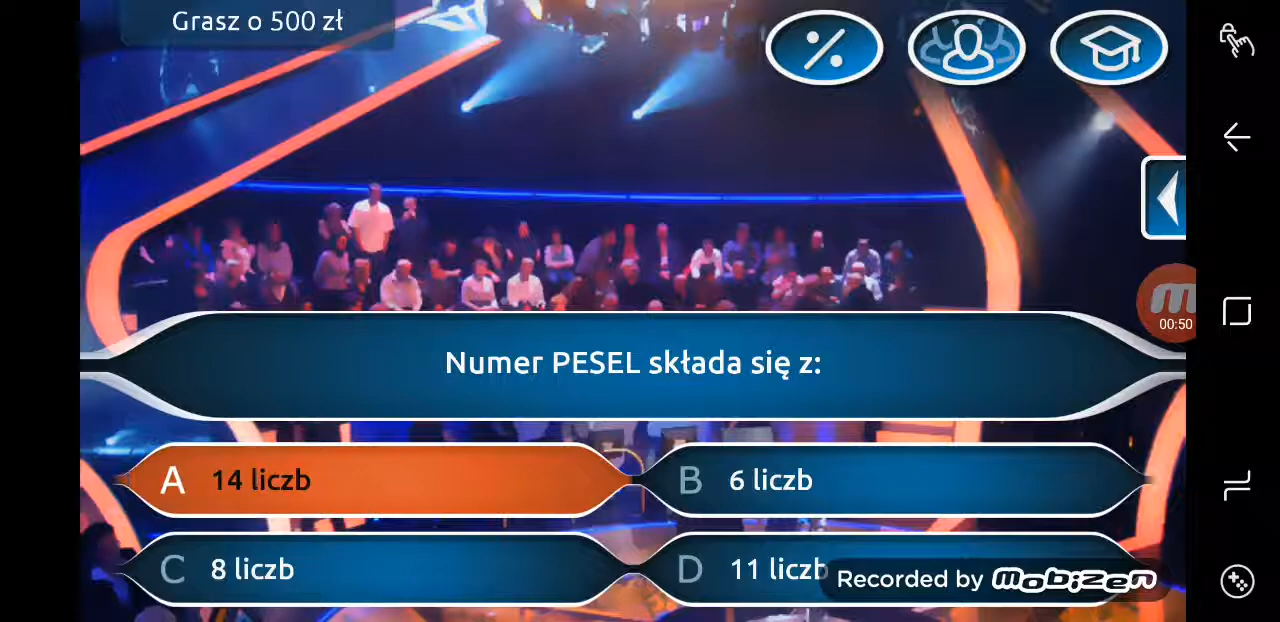 Grasz o 500 zł
00:50
Numer PESEL składa się z:
A 14 liczb
B 6 liczb
C 8 liczb
D 11 liczb
Recorded by mobizen